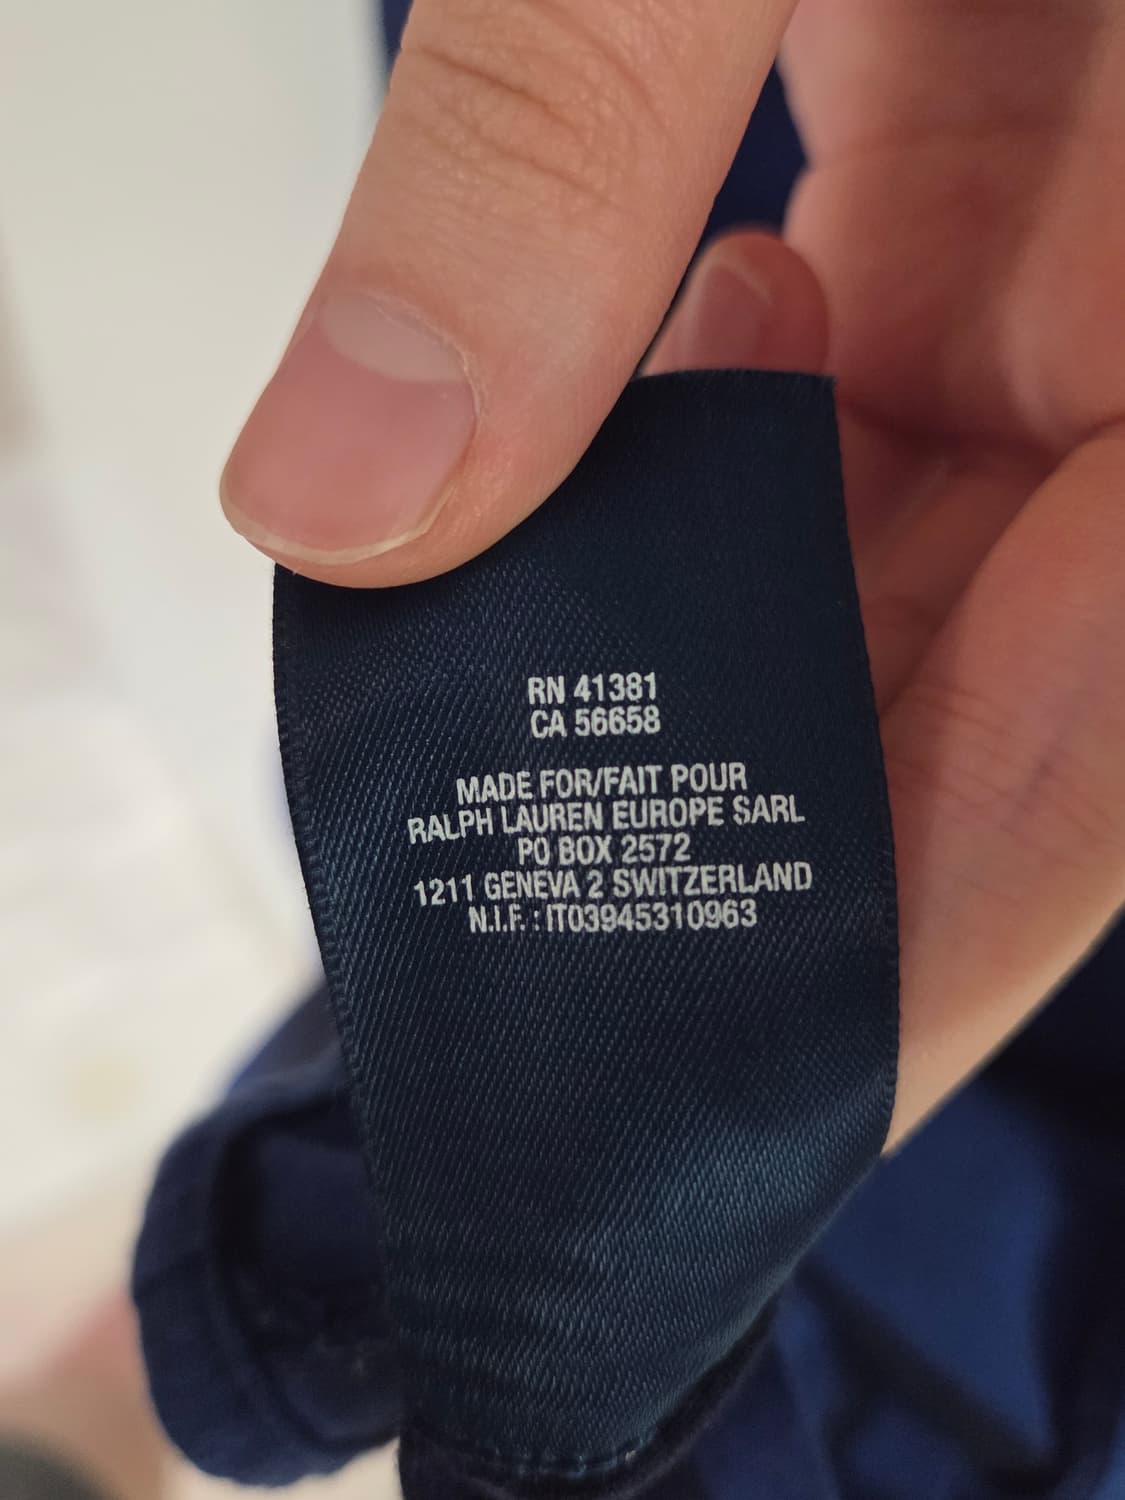 RN 41381
CA 56658
MADE FOR/FAIT POUR
RALPH LAUREN EUROPE SARL
PO BOX 2572
1211 GENEVA 2 SWITZERLAND
N.I.F. : IT03945310963